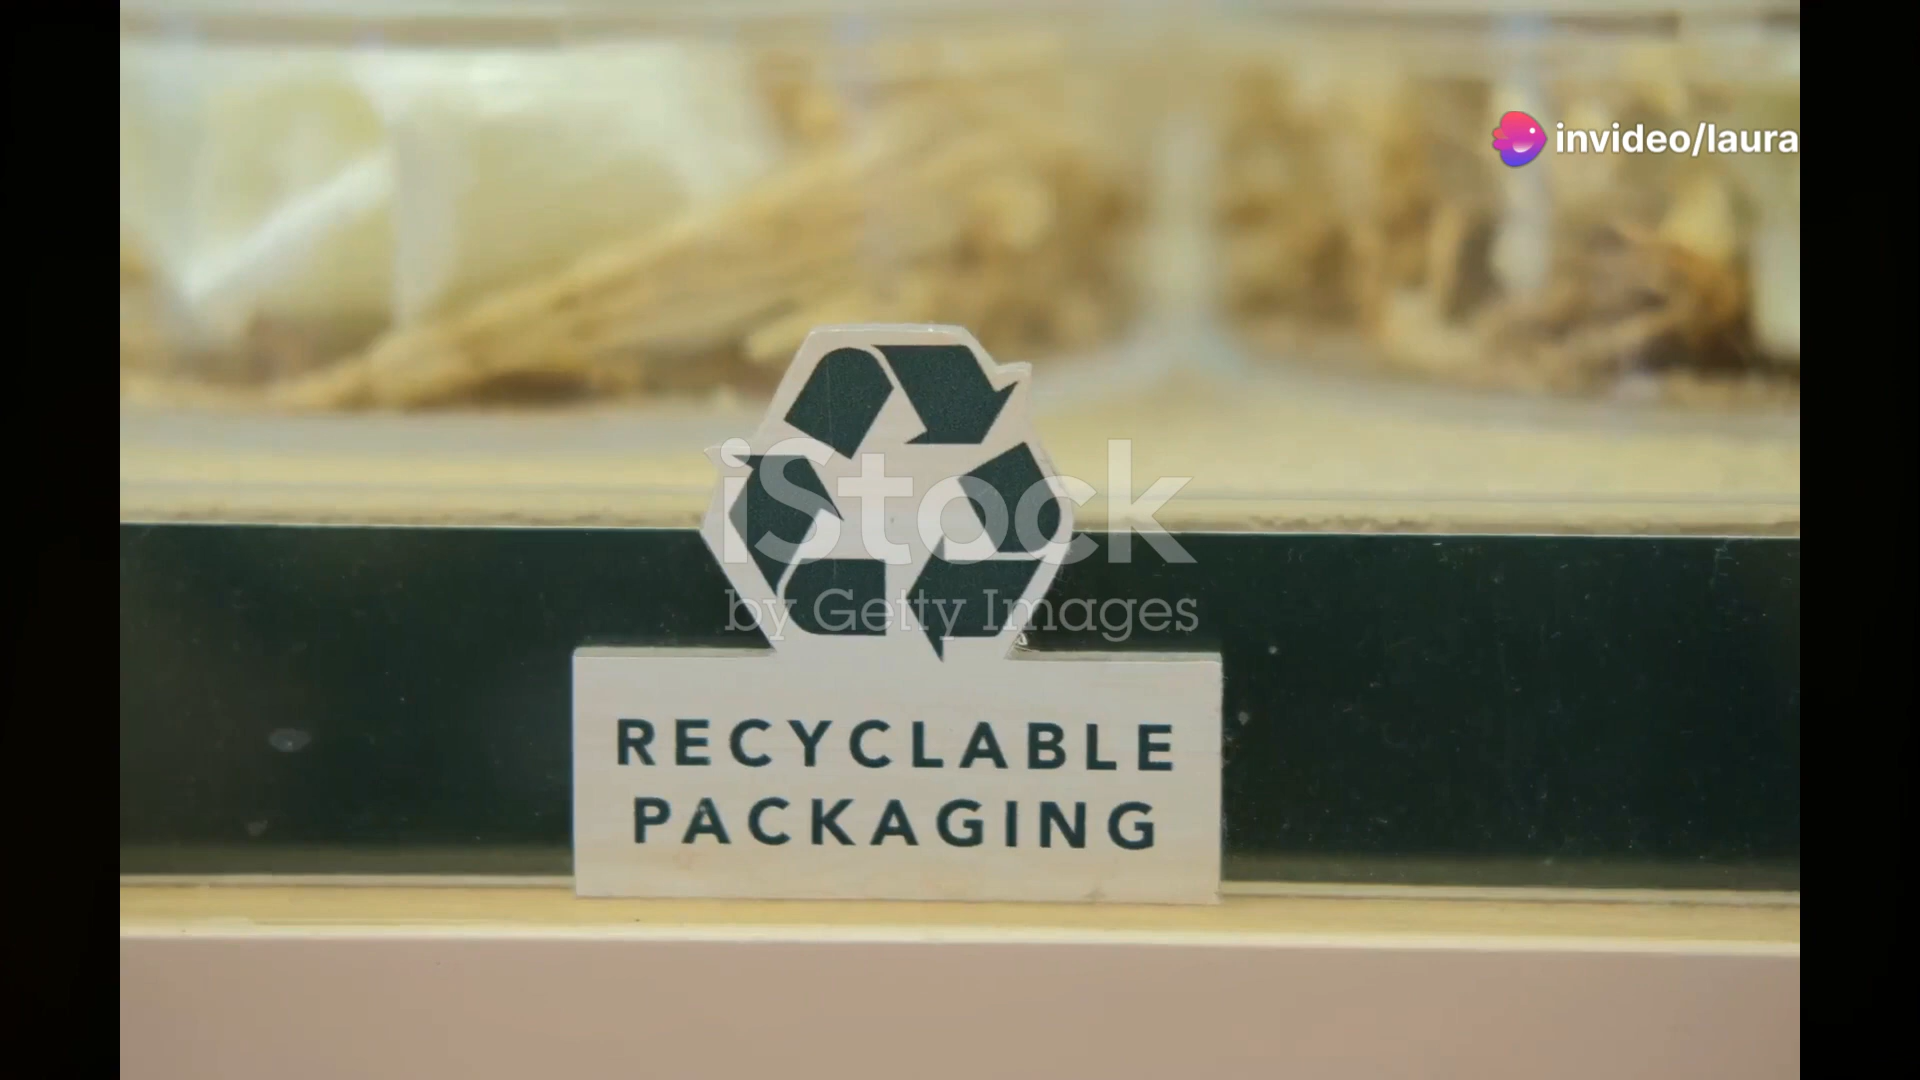 invideo/laura
iStock
by Getty Images
RECYCLABLE
PACKAGING